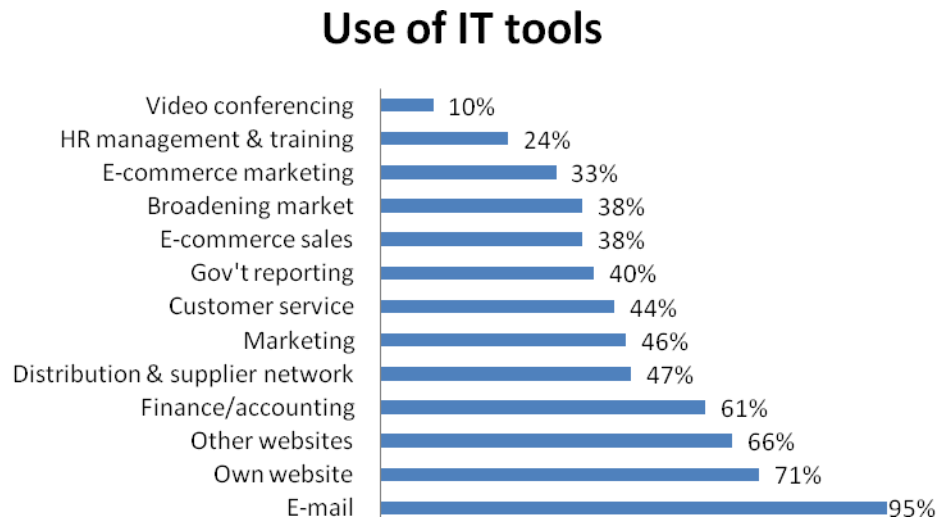 Use of IT tools
Video conferencing 10%
HR management & training 24%
E-commerce marketing 33%
Broadening market 38%
E-commerce sales 38%
Gov't reporting 40%
Customer service 44%
Marketing 46%
Distribution & supplier network 47%
Finance/accounting 61%
Other websites 66%
Own website 71%
E-mail 95%